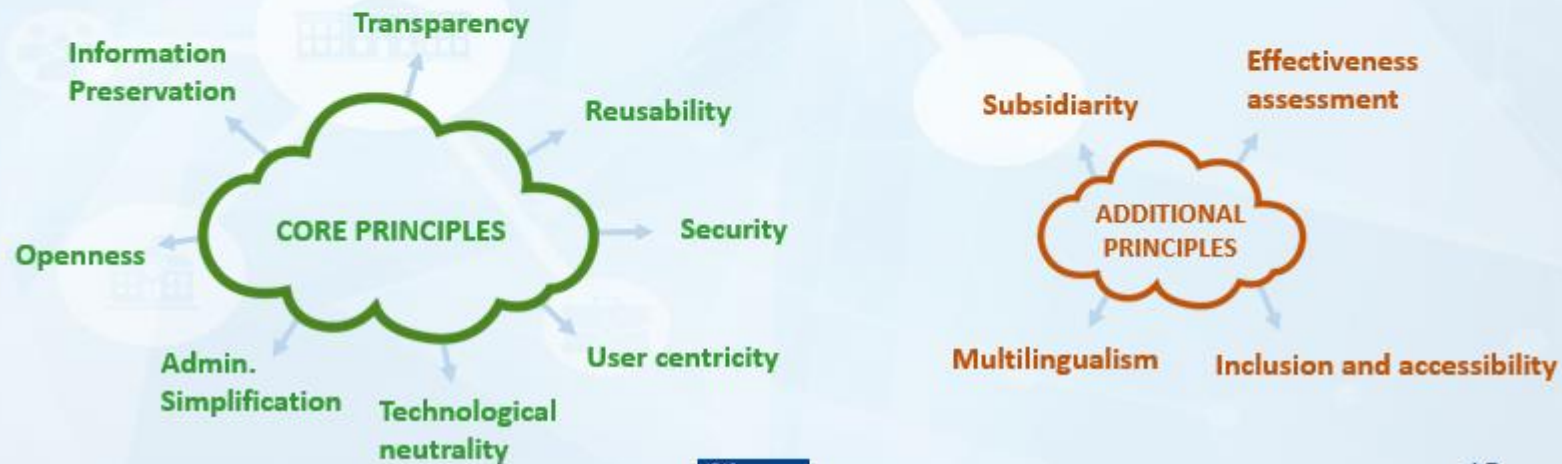 Transparency
Information
Preservation
Reusability
CORE PRINCIPLES
Security
Openness
User centricity
Admin.
Simplification
Technological
neutrality
Subsidiarity
Effectiveness
assessment
ADDITIONAL
PRINCIPLES
Multilingualism
Inclusion and accessibility